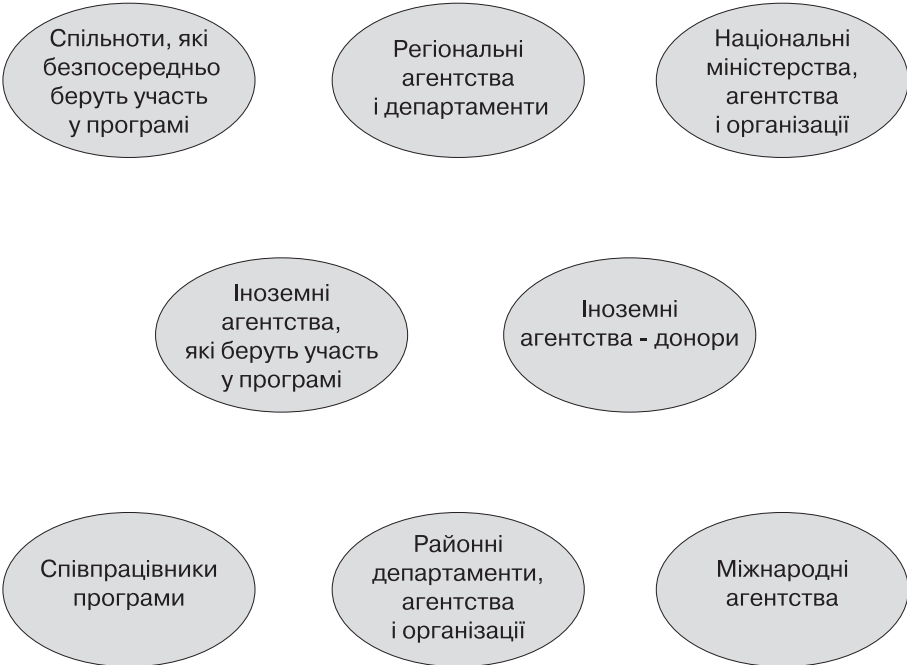 Спільноти, які
безпосередньо
беруть участь
у програмі
Регіональні
агентства
і департаменти
Національні
міністерства,
агентства
і організації
Іноземні
агентства,
які беруть участь
у програмі
Іноземні
агентства - донори
Співпрацівники
програми
Районні
департаменти,
агентства
і організації
Міжнародні
агентства